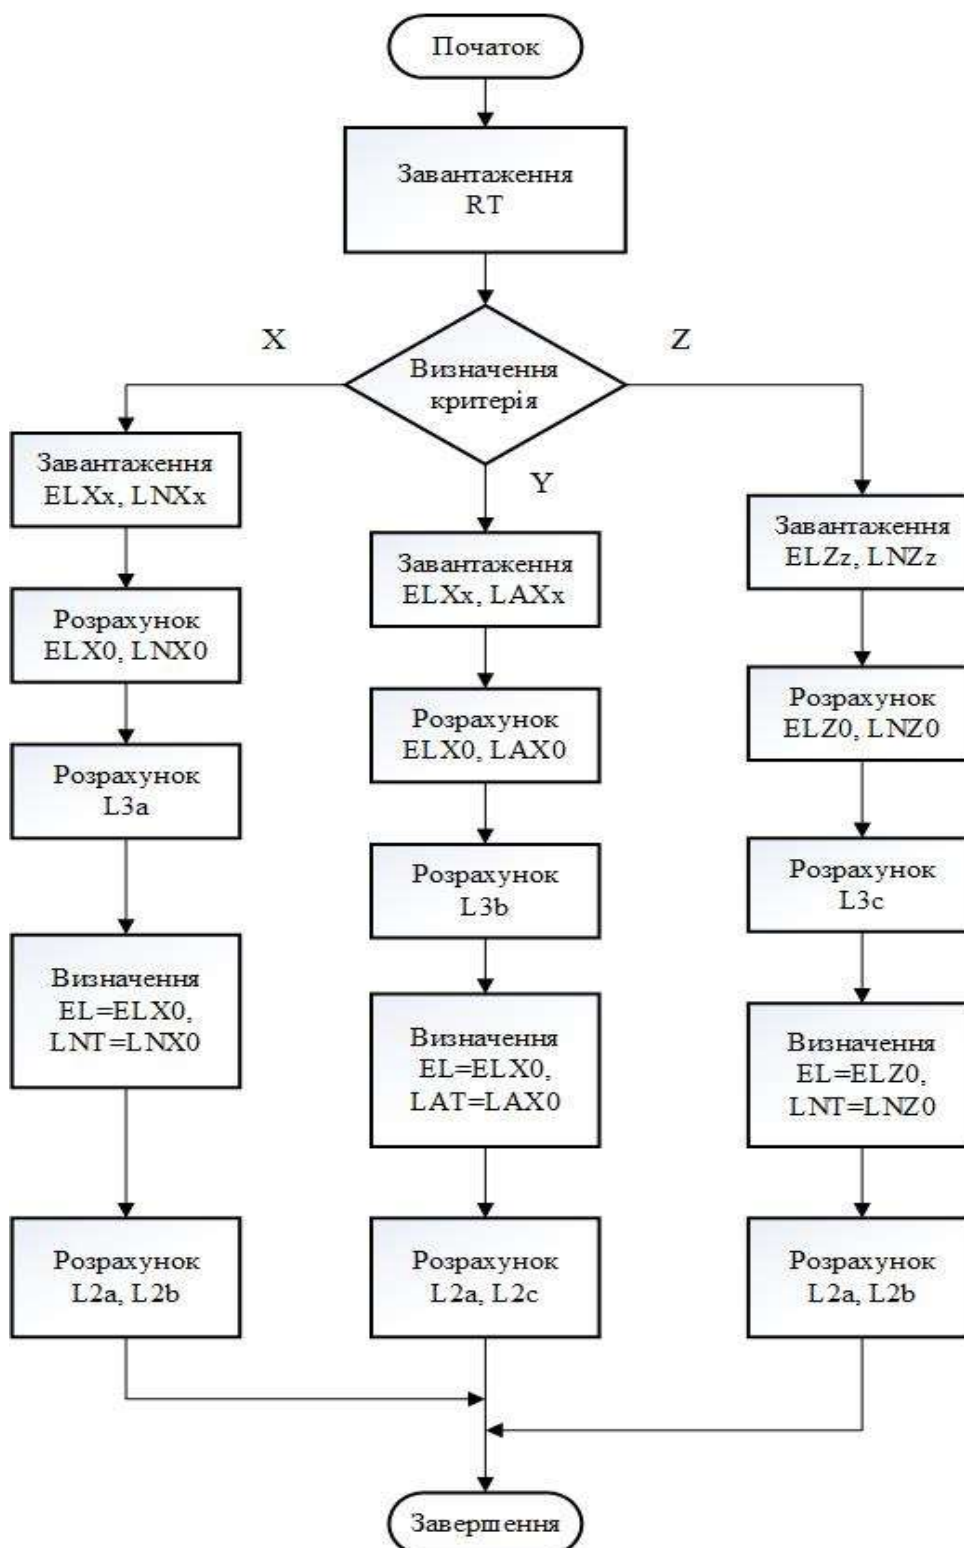 Початок
Завантаження
RT
X
Z
Визначення
критерія
Y
Завантаження
ELXx, LNXx
Розрахунок
ELX0, LNX0
Розрахунок
L3a
Визначення
EL=ELX0,
LNT=LNX0
Розрахунок
L2a, L2b
Завантаження
ELXx, LAXx
Розрахунок
ELX0, LAX0
Розрахунок
L3b
Визначення
EL=ELX0,
LAT=LAX0
Розрахунок
L2a, L2c
Завантаження
ELZz, LNZz
Розрахунок
ELZ0, LNZ0
Розрахунок
L3c
Визначення
EL=ELZ0,
LNT=LNZ0
Розрахунок
L2a, L2b
Завершення